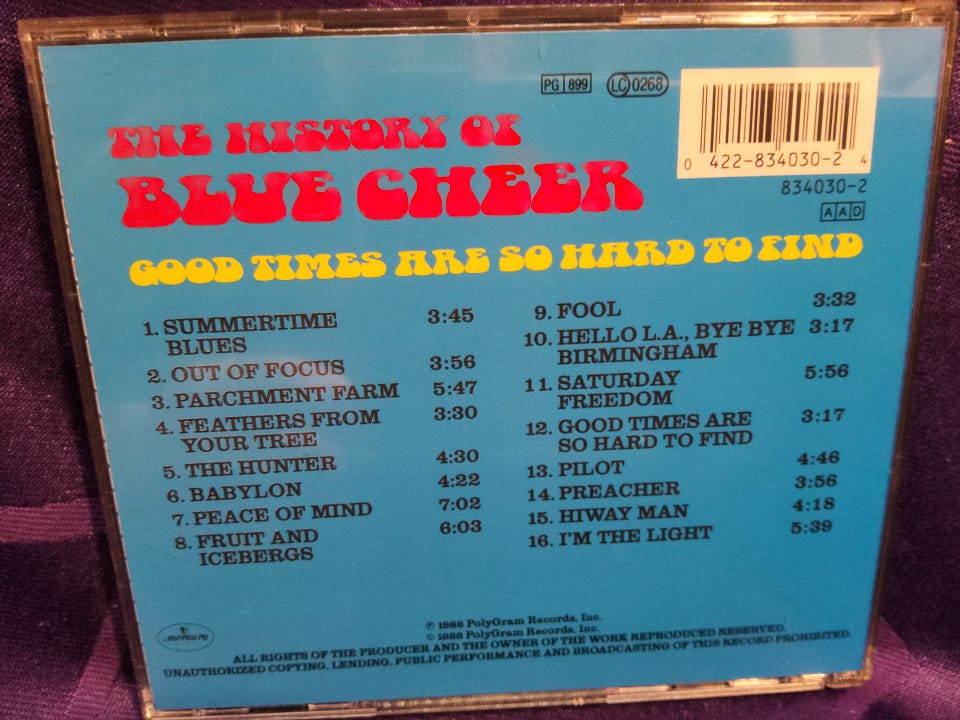 PG 899 LC 0268
0 422-834030-2 4
834030-2
AAD
THE HISTORY OF
BLUE CHEER
GOOD TIMES ARE SO HARD TO FIND
1. SUMMERTIME BLUES 3:45
2. OUT OF FOCUS 3:56
3. PARCHMENT FARM 5:47
4. FEATHERS FROM YOUR TREE 3:30
5. THE HUNTER 4:30
6. BABYLON 4:22
7. PEACE OF MIND 7:02
8. FRUIT AND ICEBERGS 6:03
9. FOOL 3:32
10. HELLO L.A., BYE BYE BIRMINGHAM 3:17
11. SATURDAY FREEDOM 5:56
12. GOOD TIMES ARE SO HARD TO FIND 3:17
13. PILOT 4:46
14. PREACHER 3:56
15. HIWAY MAN 4:18
16. I'M THE LIGHT 5:39
mercury
℗ 1988 PolyGram Records, Inc.
© 1988 PolyGram Records, Inc.
ALL RIGHTS OF THE PRODUCER AND THE OWNER OF THE WORK REPRODUCED RESERVED.
UNAUTHORIZED COPYING, LENDING, PUBLIC PERFORMANCE AND BROADCASTING OF THIS RECORD PROHIBITED.